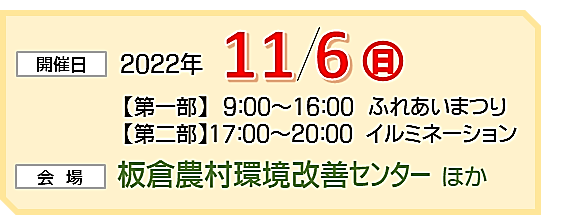 開催日 2022年 11/6㊐
【第一部】 9:00～16:00 ふれあいまつり
【第二部】17:00～20:00 イルミネーション
会 場 板倉農村環境改善センター ほか